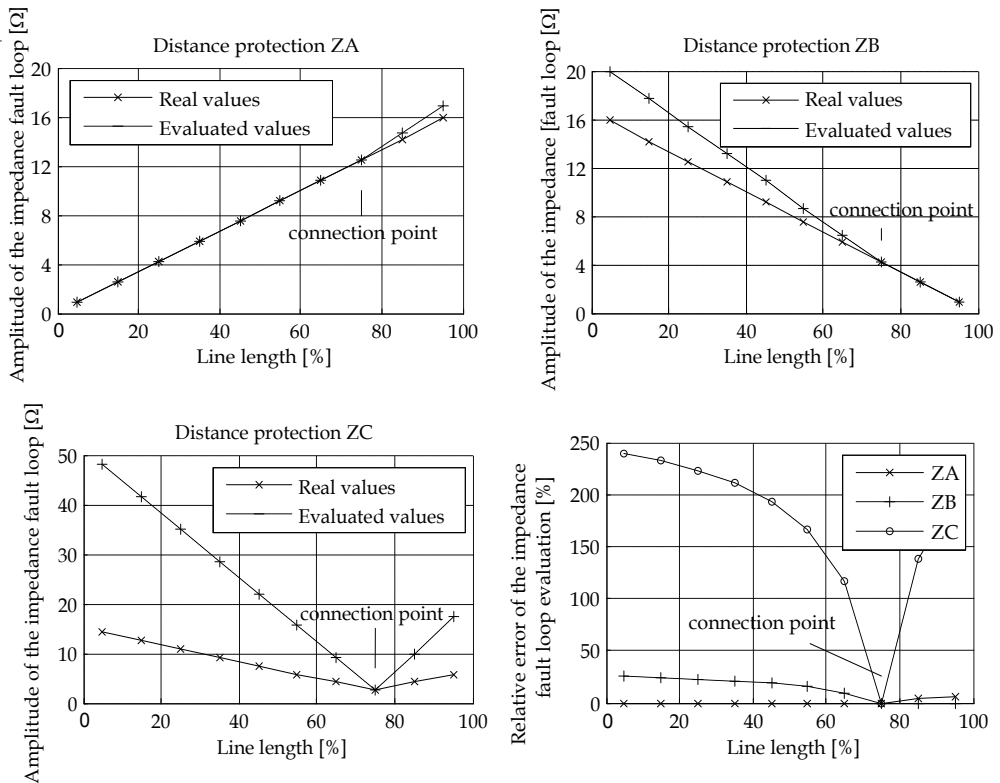 Distance protection ZA
Amplitude of the impedance fault loop [Ω]
20
16
12
8
4
0
Real values
Evaluated values
connection point
0 20 40 60 80 100
Line length [%]
Distance protection ZB
Amplitude of the impedance [fault loop]
20
16
12
8
4
0
Real values
Evaluated values
connection point
0 20 40 60 80 100
Line length [%]
Distance protection ZC
Amplitude of the impedance fault loop [Ω]
50
40
30
20
10
0
Real values
Evaluated values
connection point
0 20 40 60 80 100
Line length [%]
Relative error of the impedance
fault loop evaluation [%]
250
200
150
100
50
0
ZA
ZB
ZC
connection point
0 20 40 60 80 100
Line length [%]